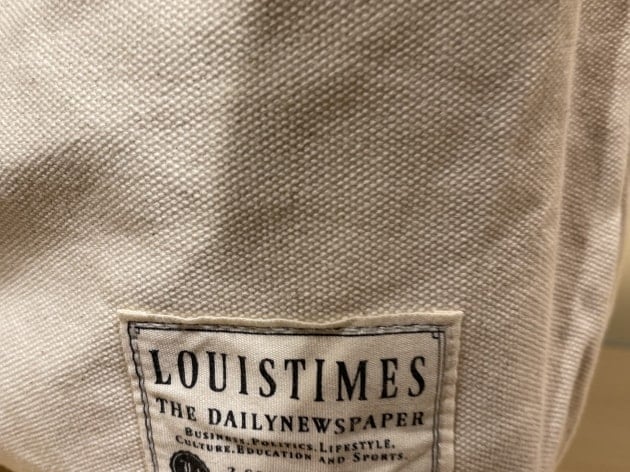 LOUISTIMES
THE DAILYNEWSPAPER
BUSINESS.POLITICS.LIFESTYLE.
CULTURE.EDUCATION AND SPORTS